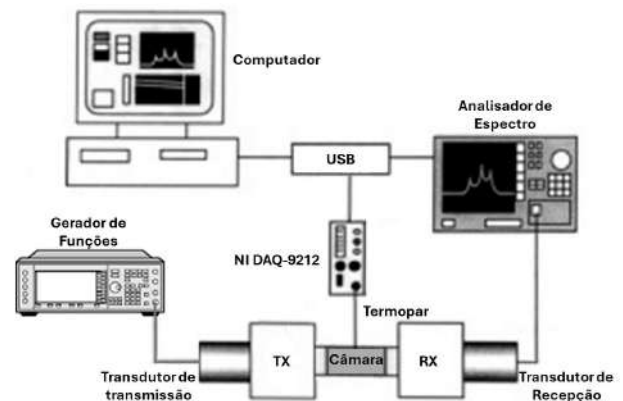 Computador
Analisador de
Espectro
USB
Gerador de
Funções
NI DAQ-9212
Termopar
TX
Câmara
RX
Transdutor de
transmissão
Transdutor de
Recepção